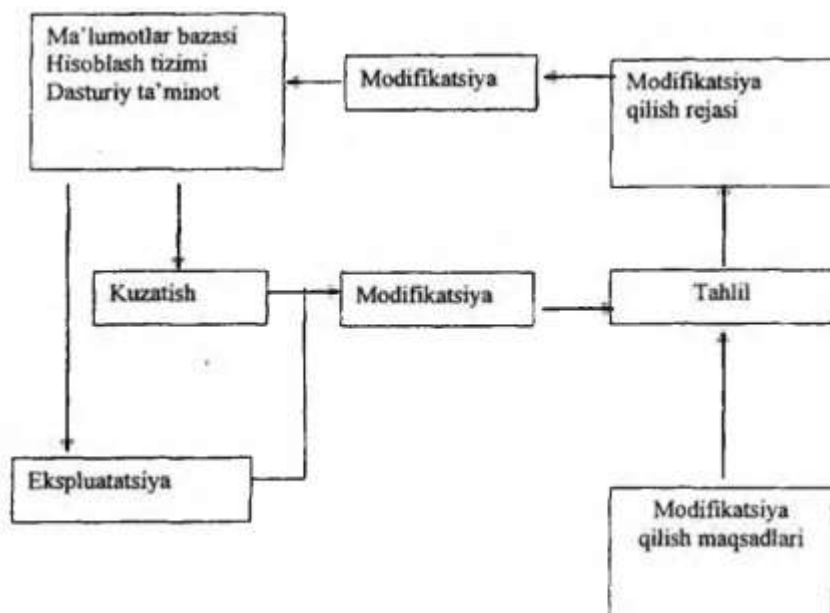 Ma'lumotlar bazasi
Hisoblash tizimi
Dasturiy ta'minot
Modifikatsiya
Modifikatsiya
qilish rejasi
Kuzatish
Modifikatsiya
Tahlil
Ekspluatatsiya
Modifikatsiya
qilish maqsadlari